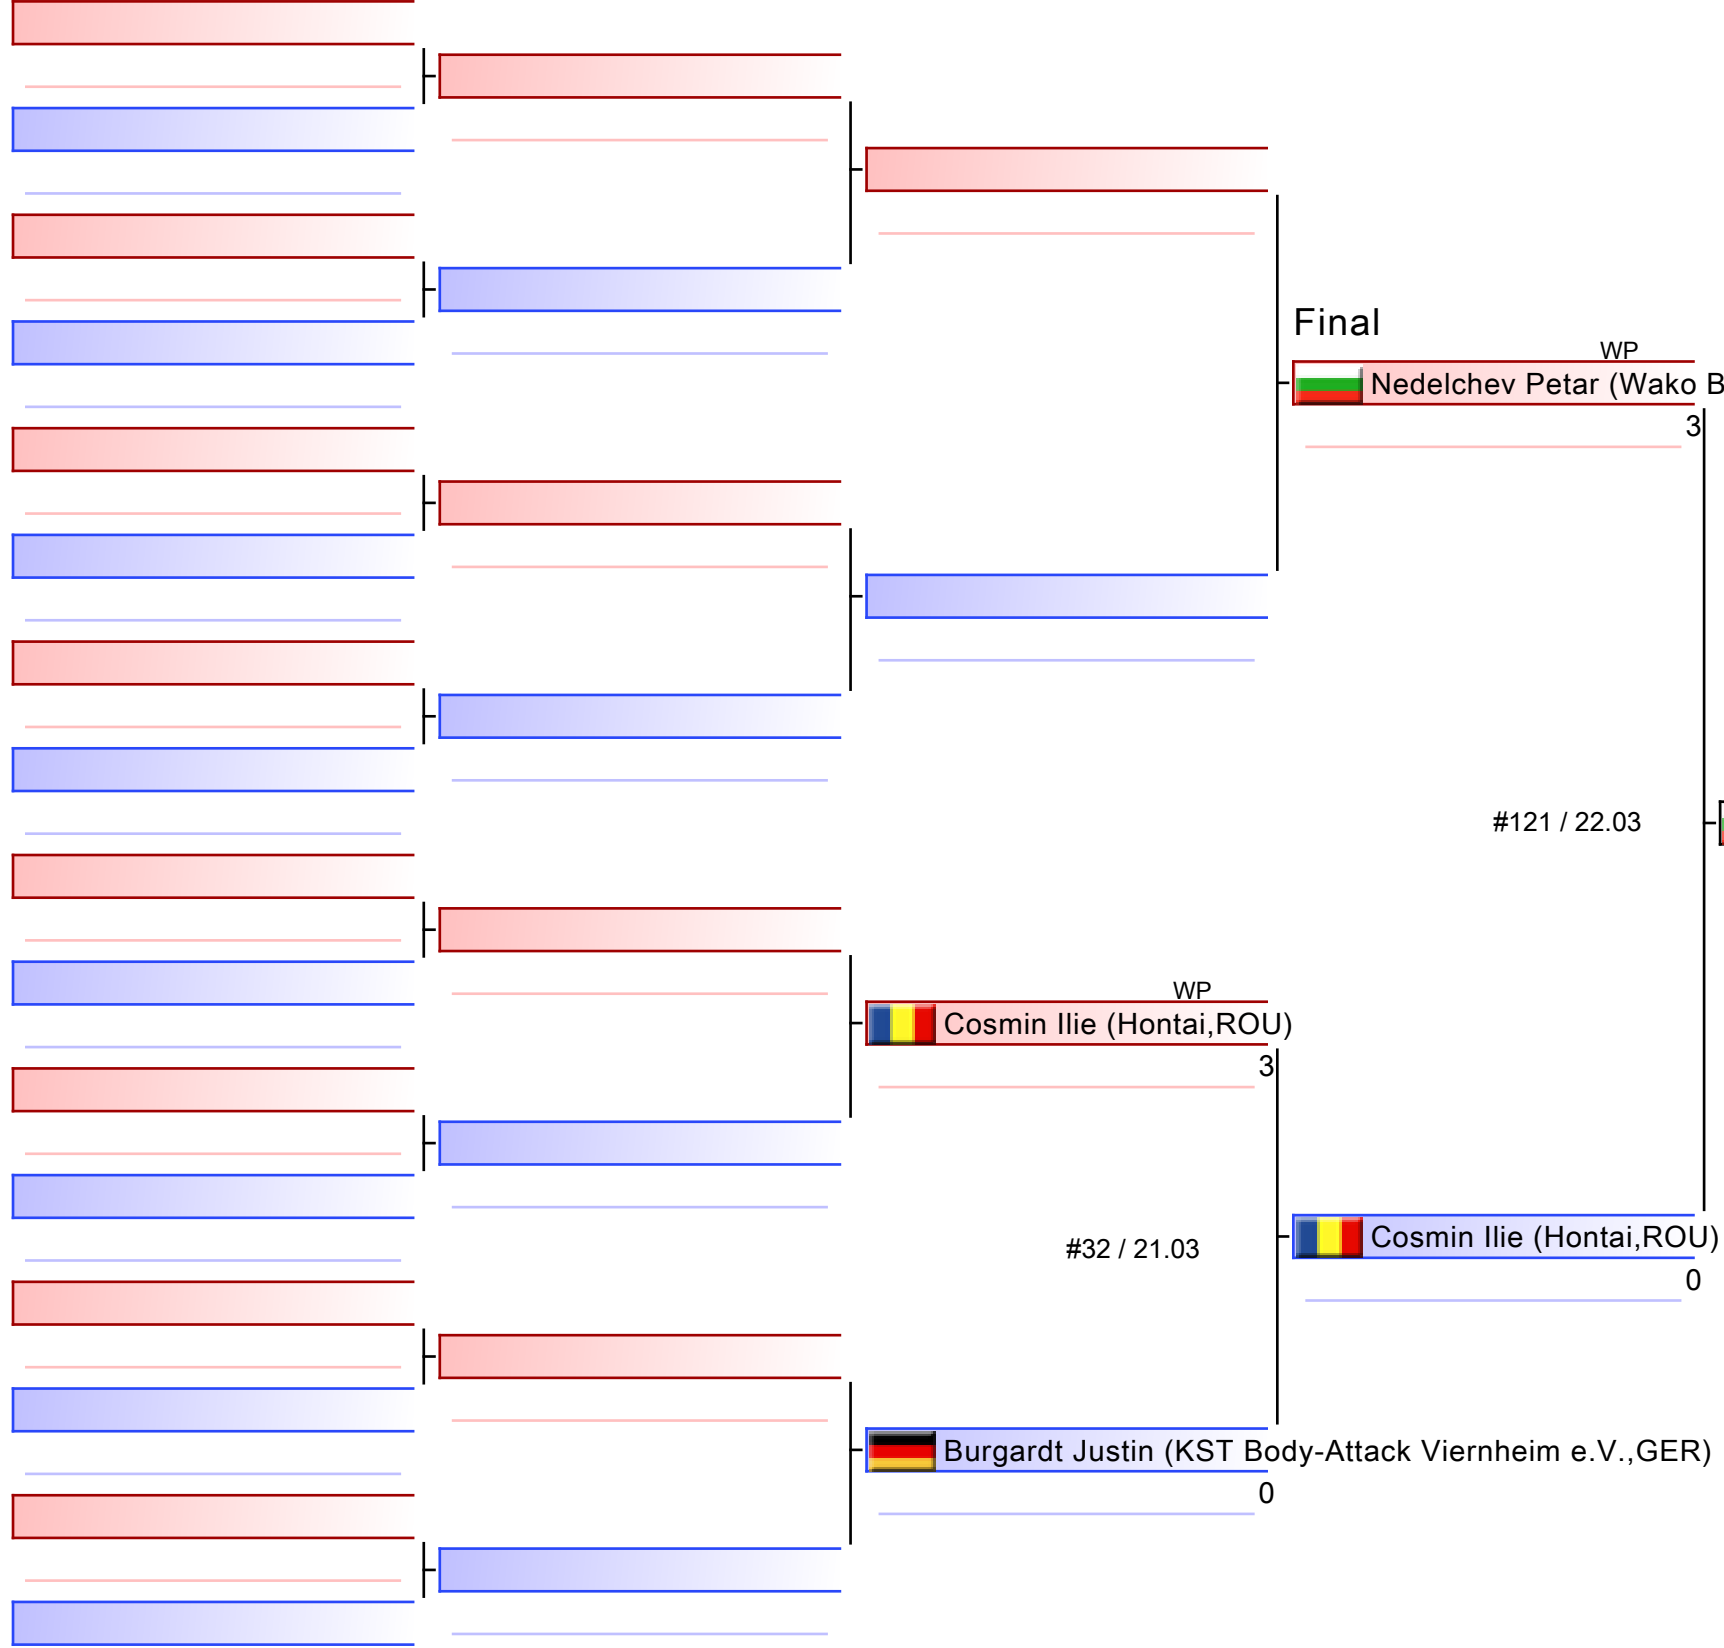 Final
WP
Nedelchev Petar (Wako B
3
#121 / 22.03
WP
Cosmin Ilie (Hontai,ROU)
3
#32 / 21.03
Cosmin Ilie (Hontai,ROU)
0
Burgardt Justin (KST Body-Attack Viernheim e.V.,GER)
0